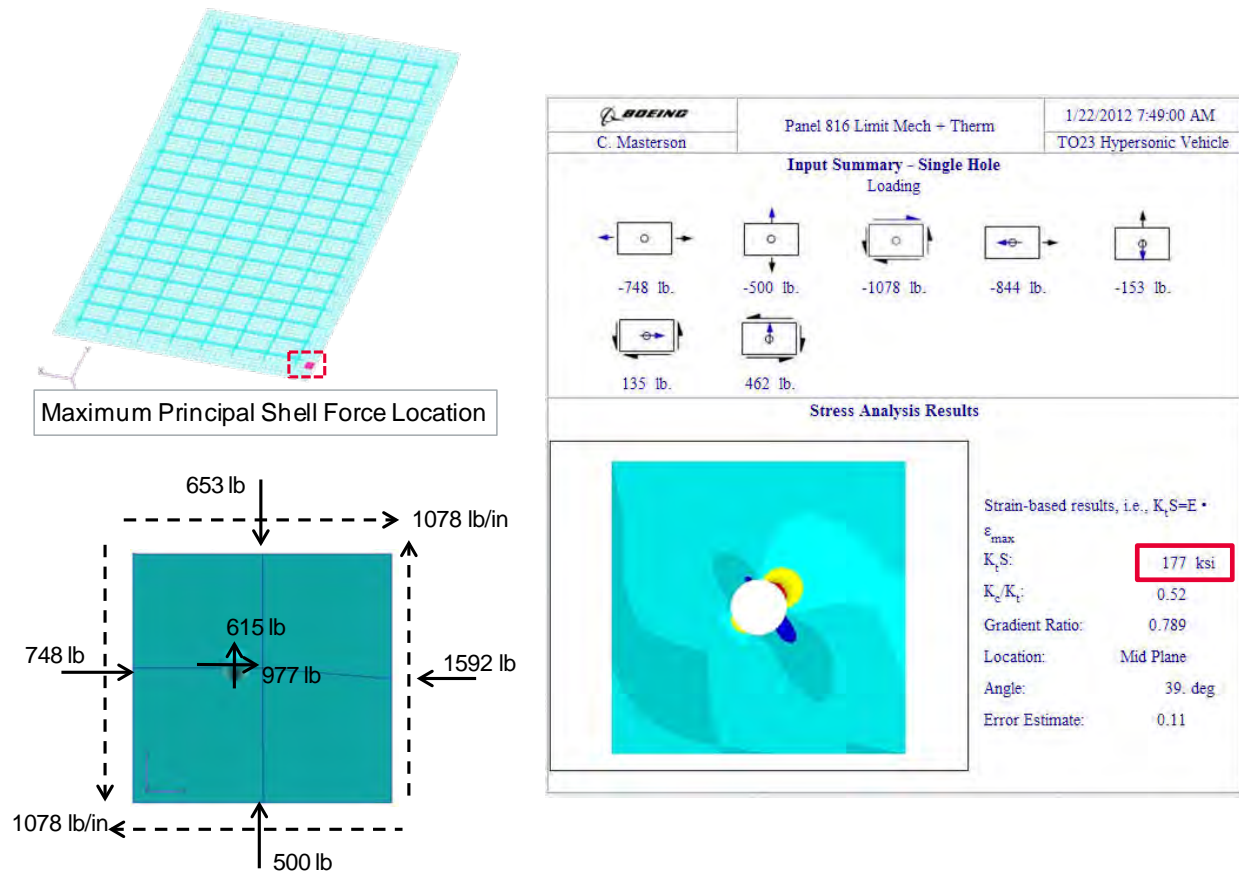 Y
X
Maximum Principal Shell Force Location
653 lb
1078 lb/in
615 lb
748 lb
977 lb
1592 lb
1078 lb/in
500 lb
BOEING
C. Masterson
Panel 816 Limit Mech + Therm
1/22/2012 7:49:00 AM
TO23 Hypersonic Vehicle
Input Summary - Single Hole
Loading
-748 lb.
-500 lb.
-1078 lb.
-844 lb.
-153 lb.
135 lb.
462 lb.
Stress Analysis Results
Strain-based results, i.e., KtS=E •
εmax
KtS: 177 ksi
Kc/Kt: 0.52
Gradient Ratio: 0.789
Location: Mid Plane
Angle: 39. deg
Error Estimate: 0.11